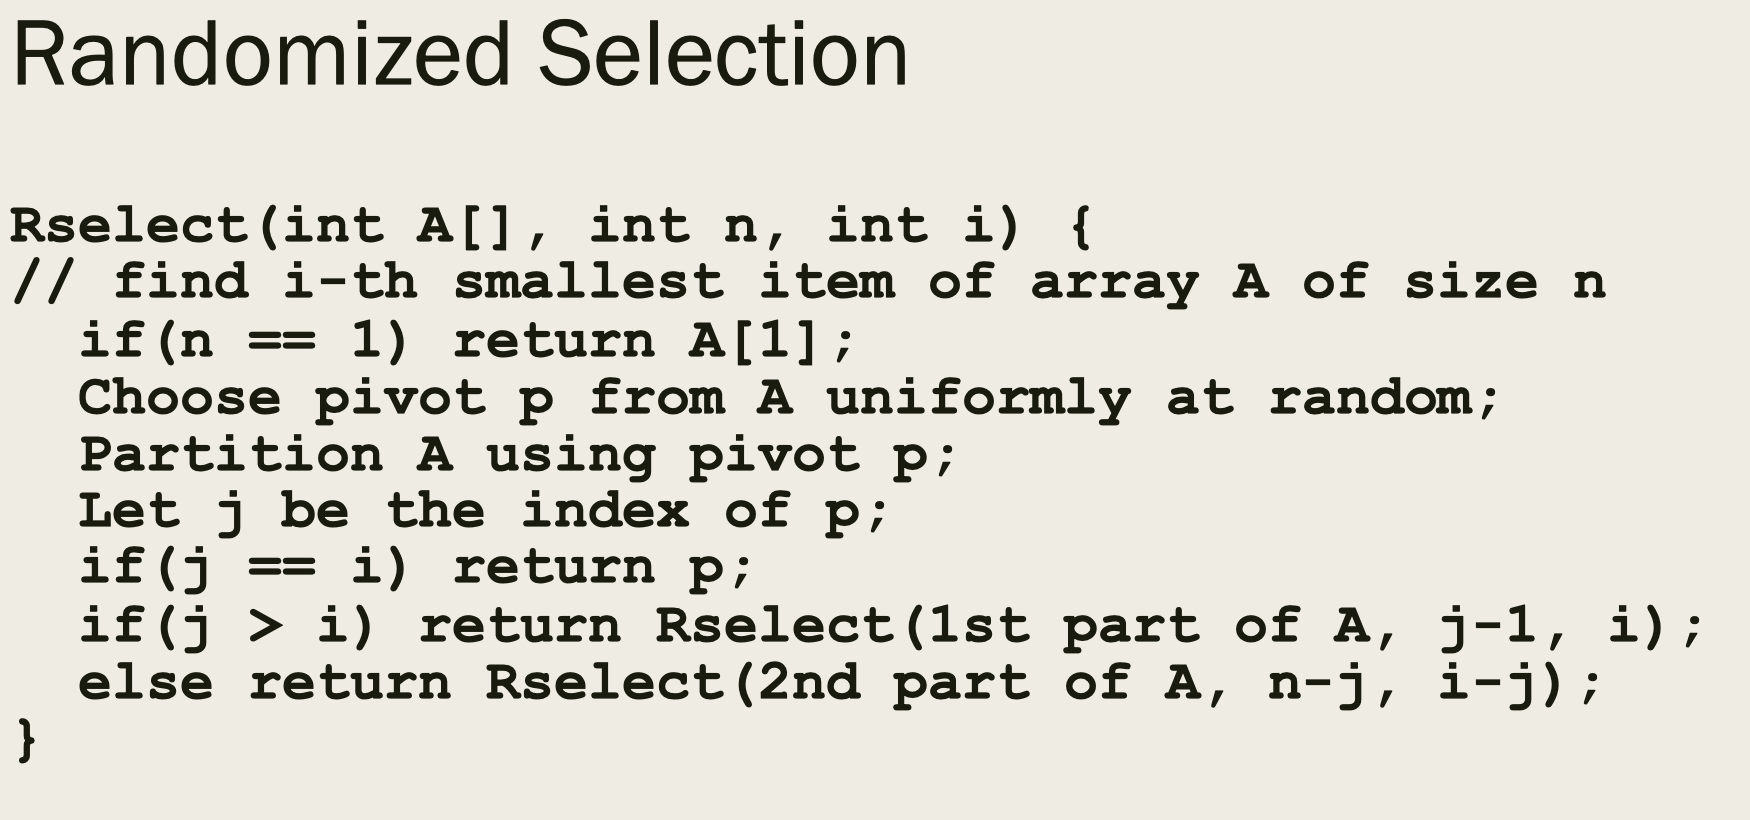 Randomized Selection
Rselect(int A[], int n, int i) {
// find i-th smallest item of array A of size n
if(n == 1) return A[1];
Choose pivot p from A uniformly at random;
Partition A using pivot p;
Let j be the index of p;
if(j == i) return p;
if(j > i) return Rselect(1st part of A, j-1, i);
else return Rselect(2nd part of A, n-j, i-j);
}